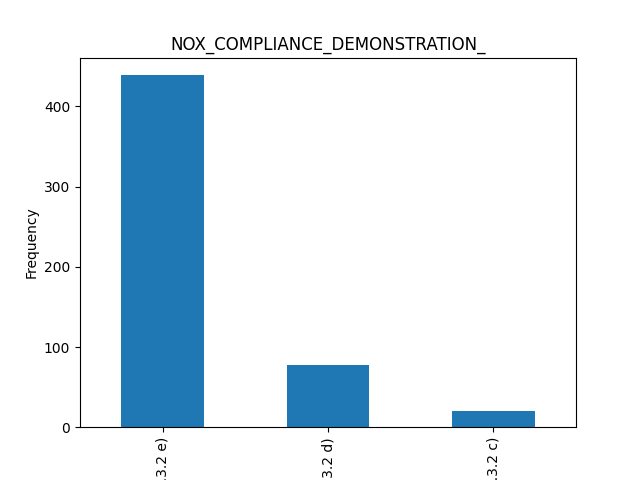 NOX_COMPLIANCE_DEMONSTRATION_
Frequency
400
300
200
100
0
.3.2 e)
3.2 d)
.3.2 c)